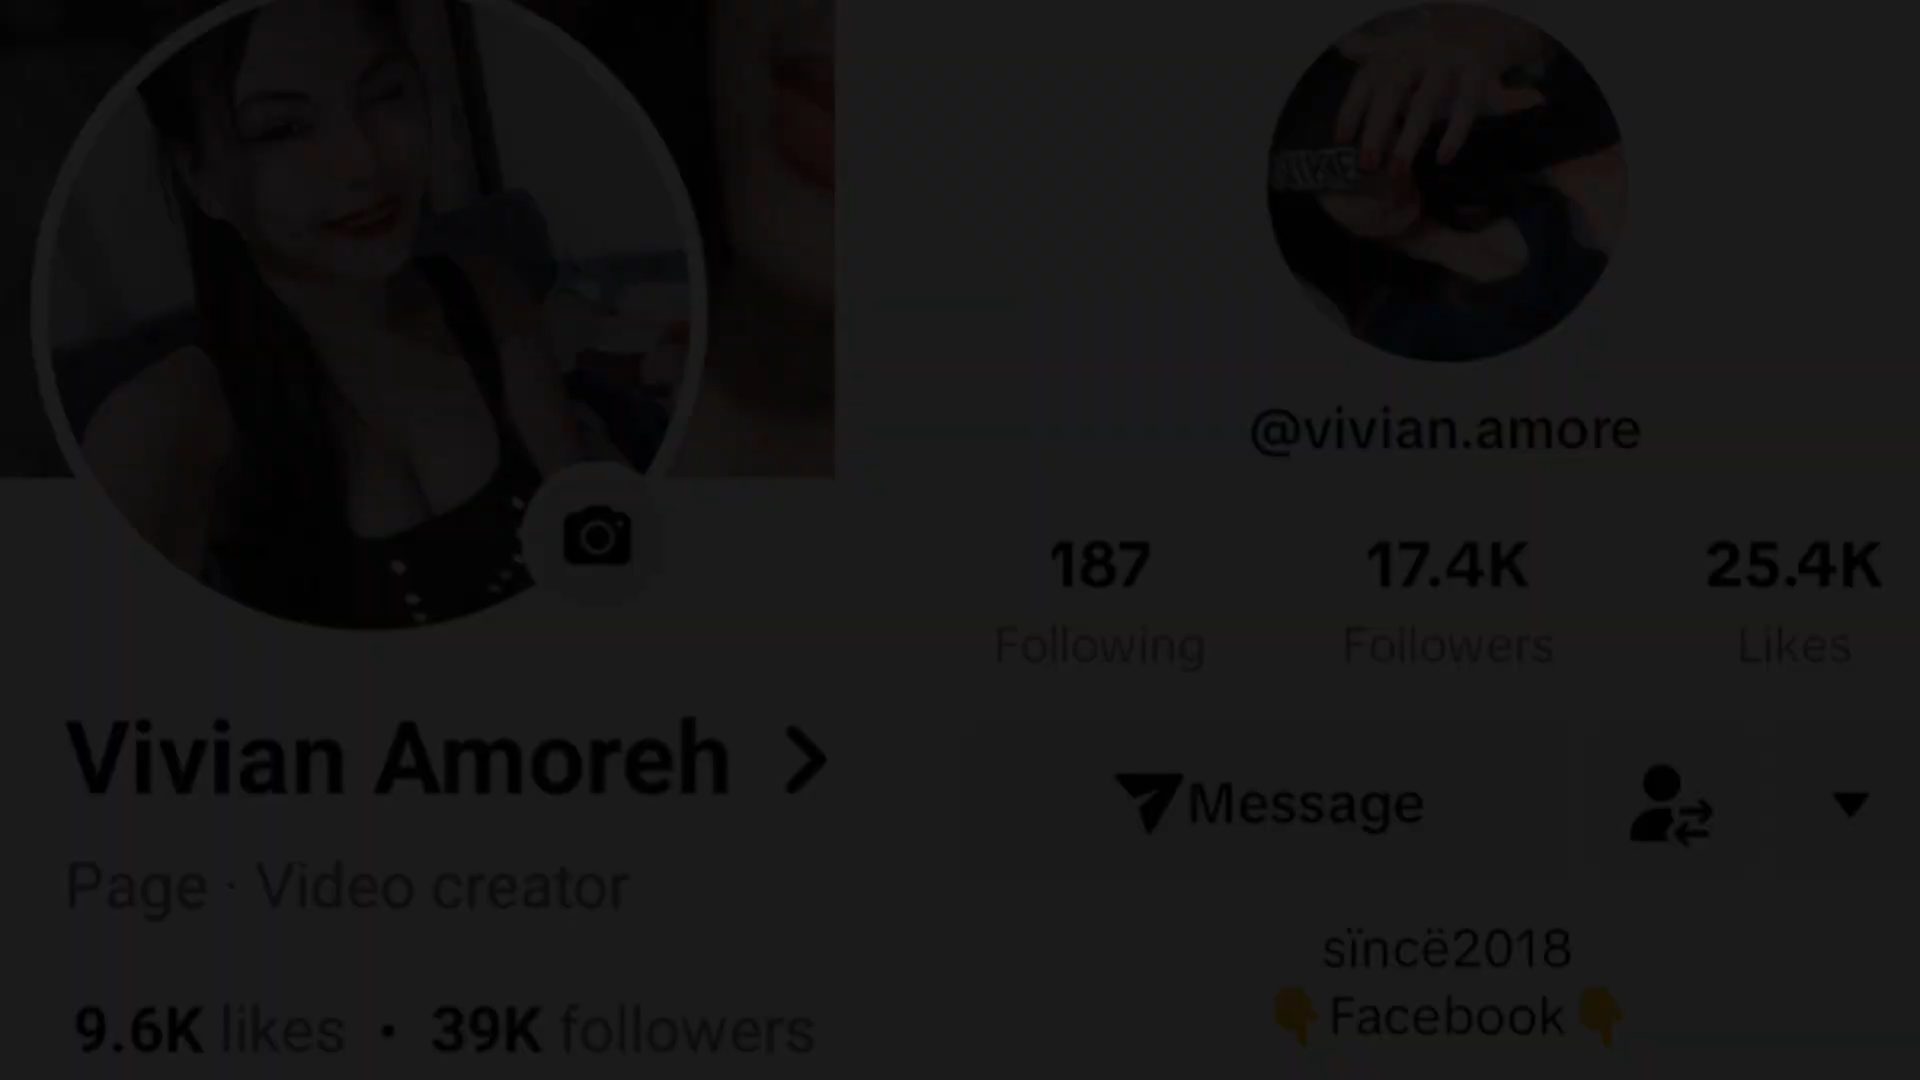 Vivian Amoreh
Page · Video creator
9.6K likes · 39K followers
@vivian.amore
187 17.4K 25.4K
Following Followers Likes
Message
sïncë2018
👇Facebook👇